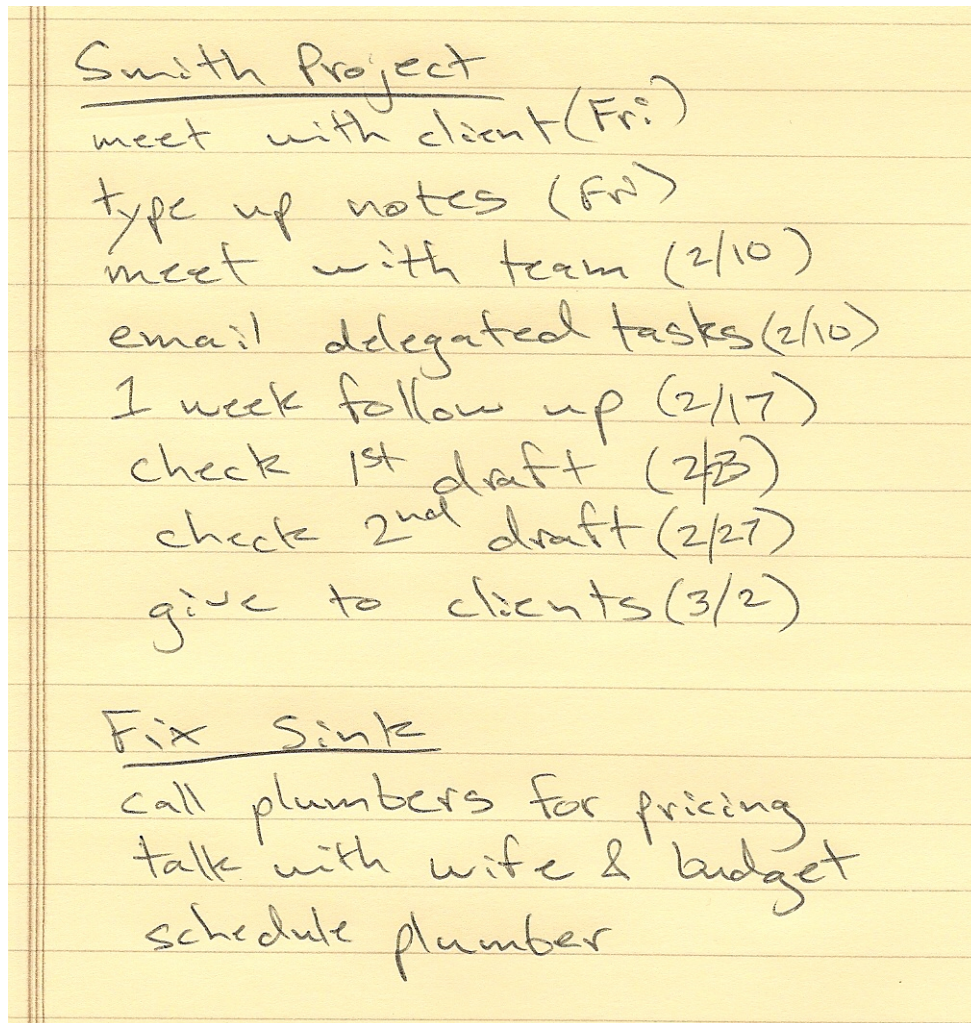 Smith Project
meet with client (Fri)
type up notes (Fri)
meet with team (2/10)
email delegated tasks (2/10)
1 week follow up (2/17)
check 1st draft (2/23)
check 2nd draft (2/27)
give to clients (3/2)
Fix Sink
call plumbers for pricing
talk with wife & budget
schedule plumber